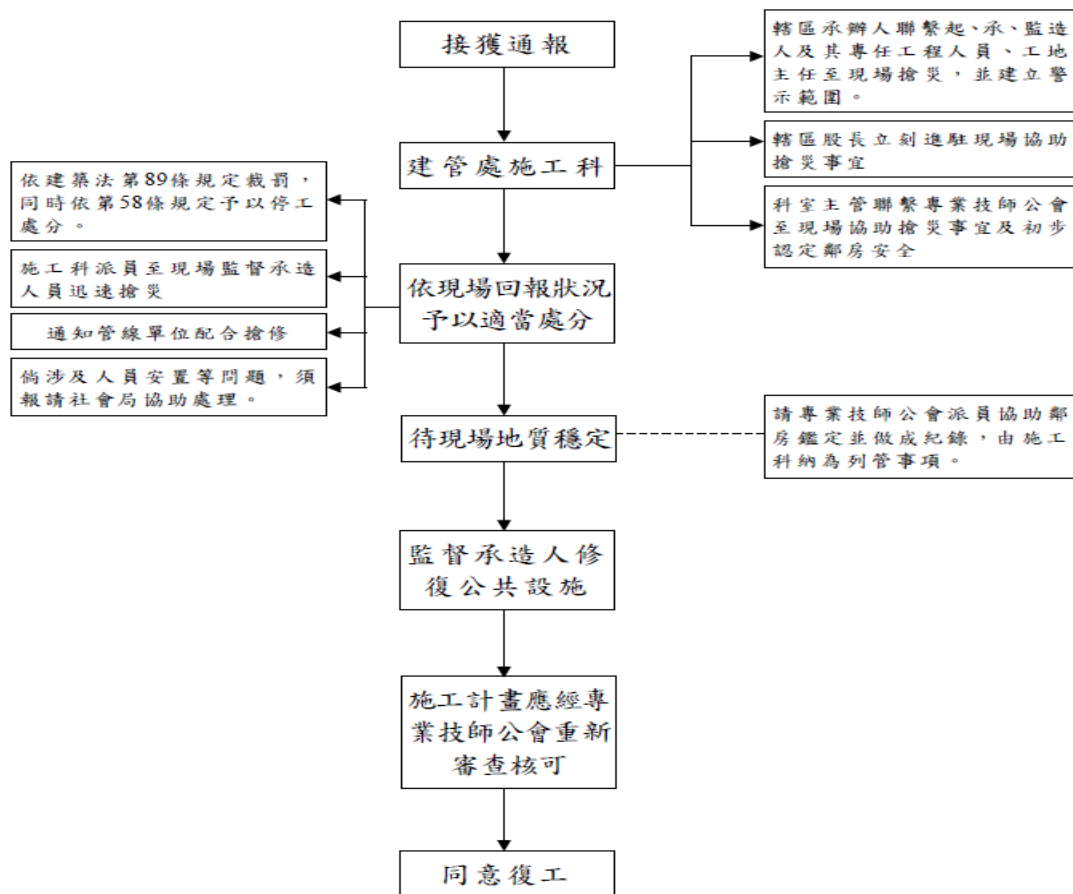 接獲通報
轄區承辦人聯繫起、承、監造
人及其專任工程人員、工地
主任至現場搶災，並建立警
示範圍。
建管處施工科
轄區股長立刻進駐現場協助
搶災事宜
科室主管聯繫專業技師公會
至現場協助搶災事宜及初步
認定鄰房安全
依建築法第89條規定裁罰，
同時依第58條規定予以停工
處分。
施工科派員至現場監督承造
人員迅速搶災
通知管線單位配合搶修
倘涉及人員安置等問題，須
報請社會局協助處理。
依現場回報狀況
予以適當處分
待現場地質穩定
請專業技師公會派員協助鄰
房鑑定並做成紀錄，由施工
科納為列管事項。
監督承造人修
復公共設施
施工計畫應經專
業技師公會重新
審查核可
同意復工